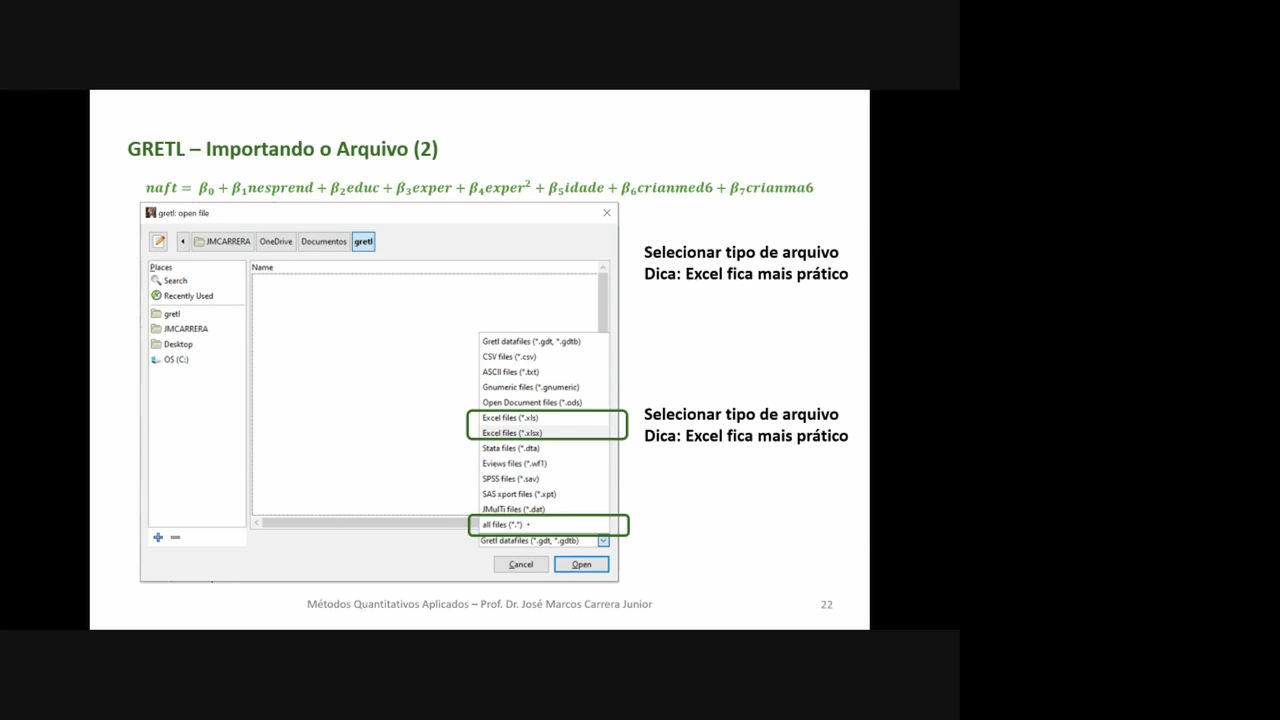 GRETL – Importando o Arquivo (2)
naft = β₀ + β₁nesprend + β₂educ + β₃exper + β₄exper² + β₅idade + β₆crianmed6 + β₇crianma6
gretl: open file
JMCARRERA OneDrive Documentos gretl
Places
Search
Recently Used
gretl
JMCARRERA
Desktop
OS (C:)
Name
Gretl datafiles (*.gdt, *.gdtb)
CSV files (*.csv)
ASCII files (*.txt)
Gnumeric files (*.gnumeric)
Open Document files (*.ods)
Excel files (*.xls)
Excel files (*.xlsx)
Stata files (*.dta)
Eviews files (*.wf1)
SPSS files (*.sav)
SAS xport files (*.xpt)
JMulTi files (*.dat)
all files (*.*)
Gretl datafiles (*.gdt, *.gdtb)
Cancel Open
Selecionar tipo de arquivo
Dica: Excel fica mais prático
Selecionar tipo de arquivo
Dica: Excel fica mais prático
Métodos Quantitativos Aplicados – Prof. Dr. José Marcos Carrera Junior
22